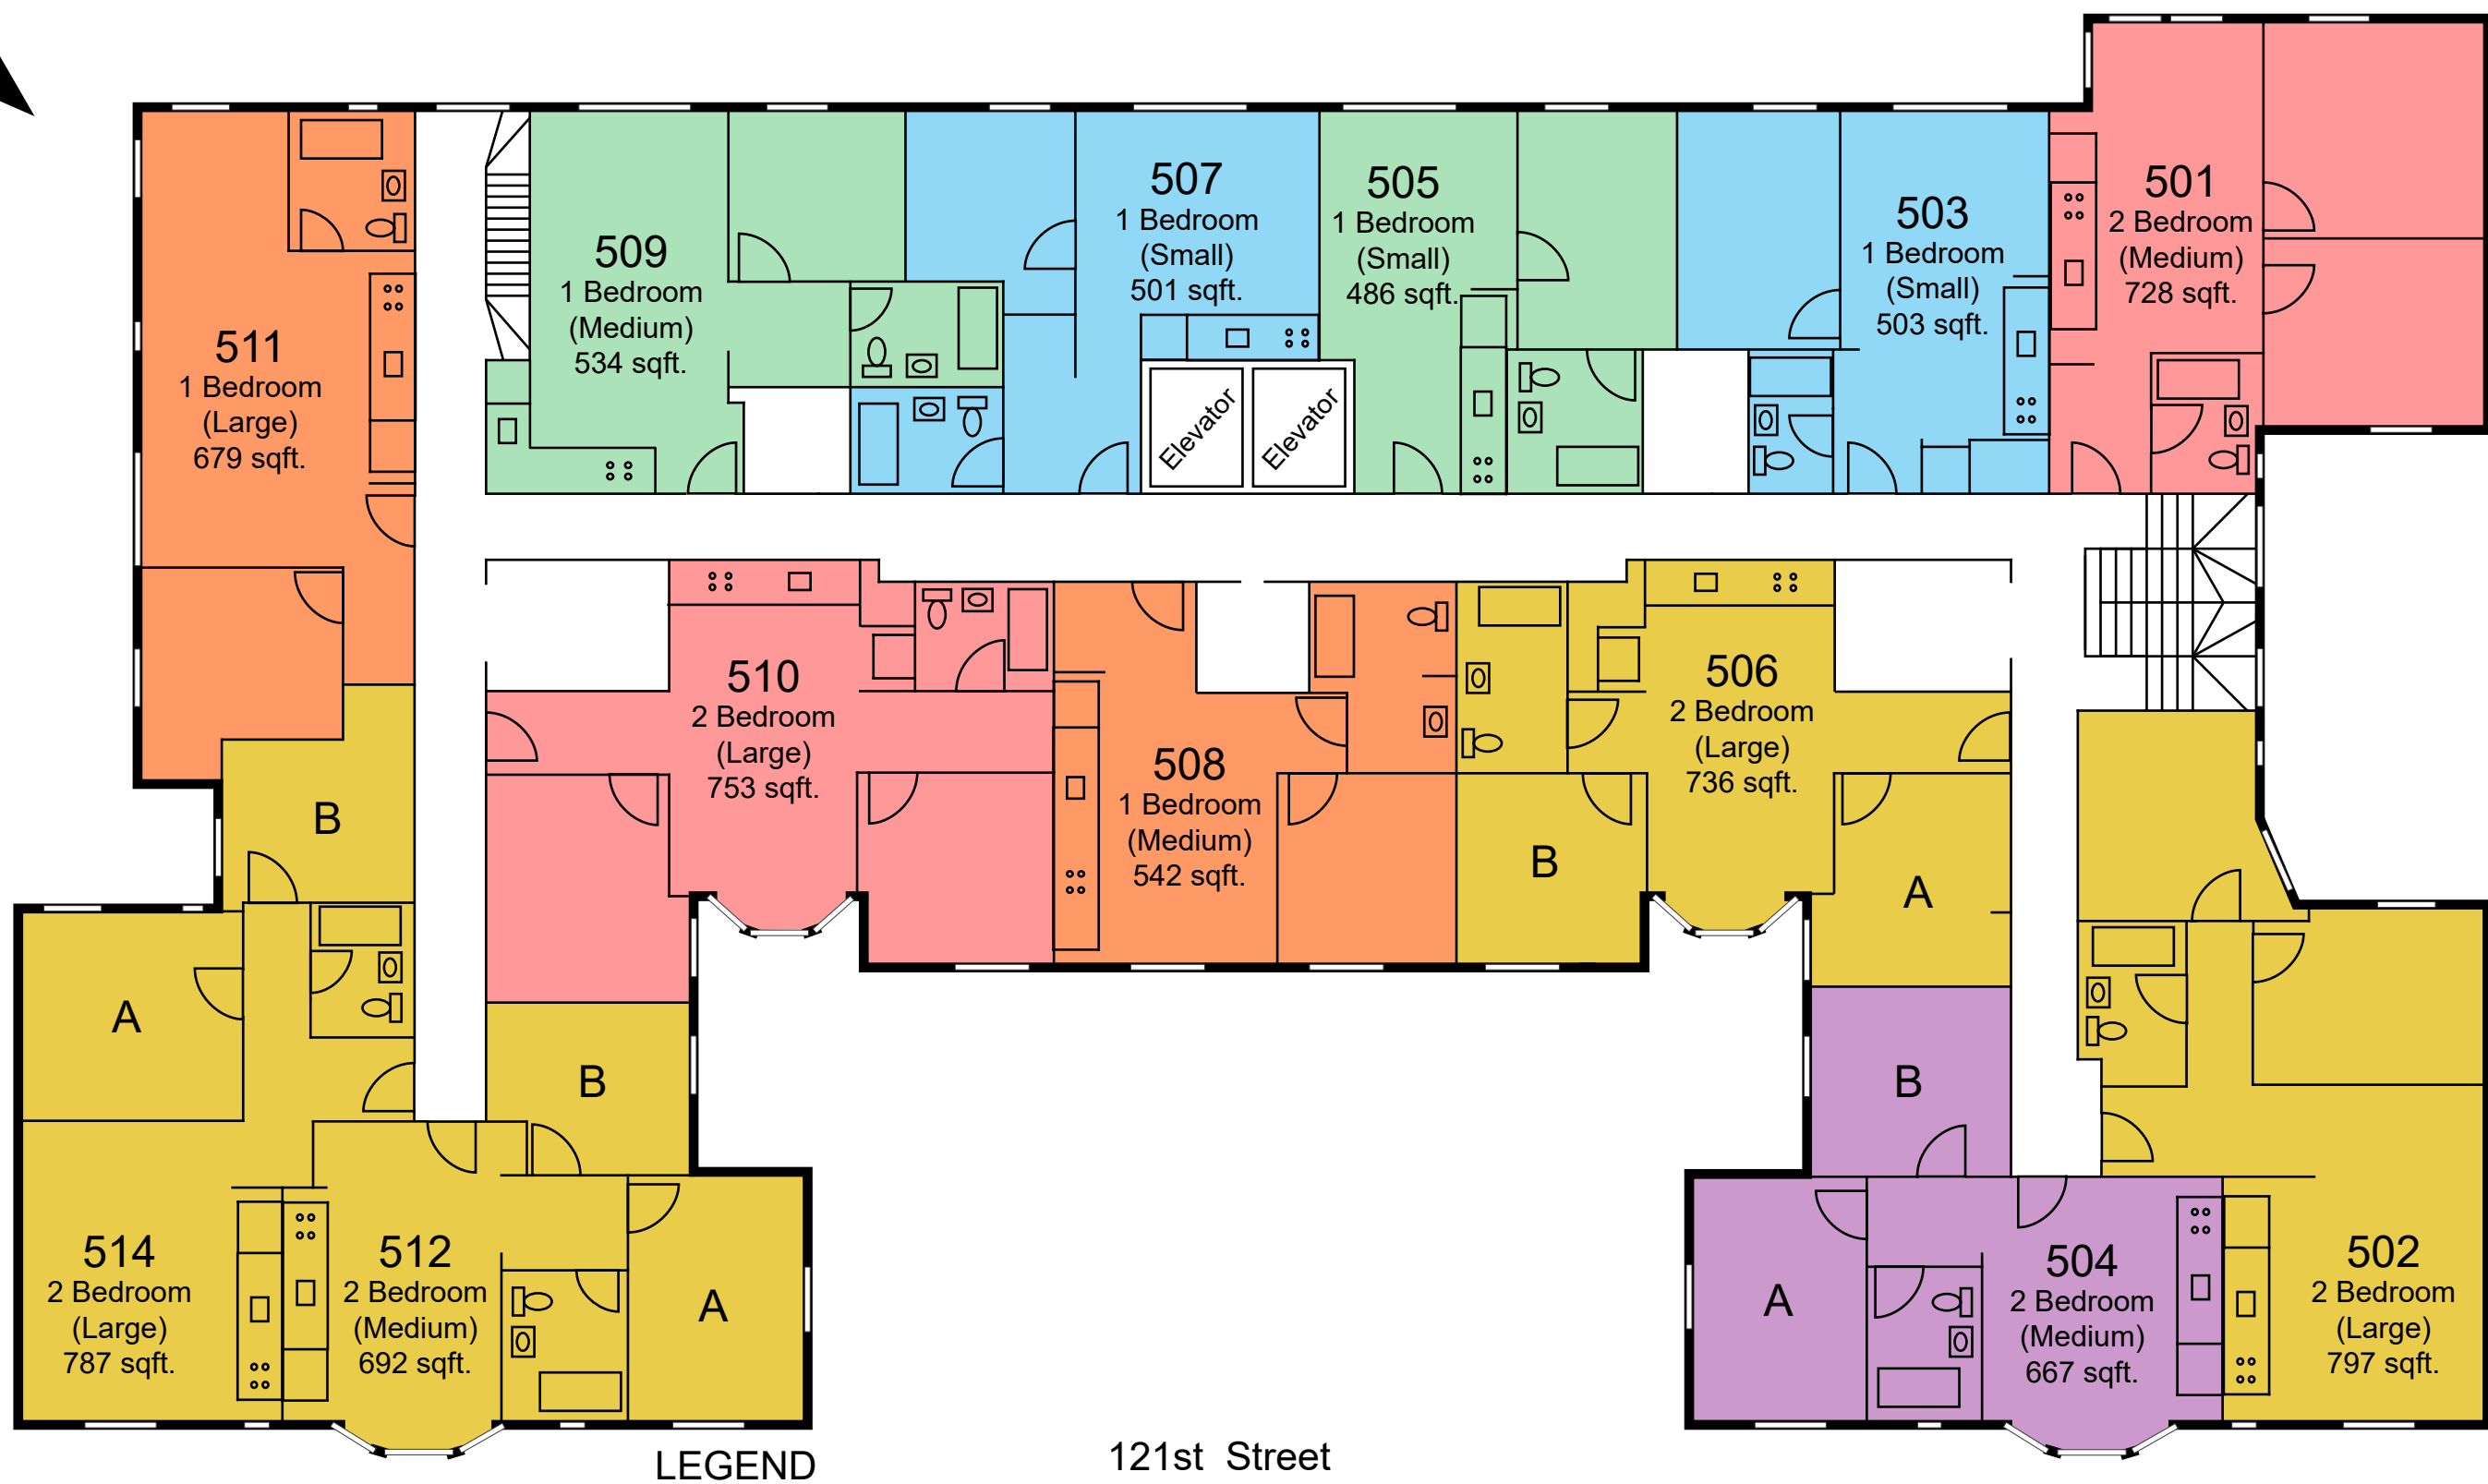 501
2 Bedroom
(Medium)
728 sqft.
507
1 Bedroom
(Small)
501 sqft.
505
1 Bedroom
(Small)
486 sqft.
503
1 Bedroom
(Small)
503 sqft.
509
1 Bedroom
(Medium)
534 sqft.
511
1 Bedroom
(Large)
679 sqft.
Elevator
Elevator
510
2 Bedroom
(Large)
753 sqft.
508
1 Bedroom
(Medium)
542 sqft.
506
2 Bedroom
(Large)
736 sqft.
B
B
A
A
B
B
514
2 Bedroom
(Large)
787 sqft.
512
2 Bedroom
(Medium)
692 sqft.
A
A
504
2 Bedroom
(Medium)
667 sqft.
502
2 Bedroom
(Large)
797 sqft.
LEGEND
121st Street